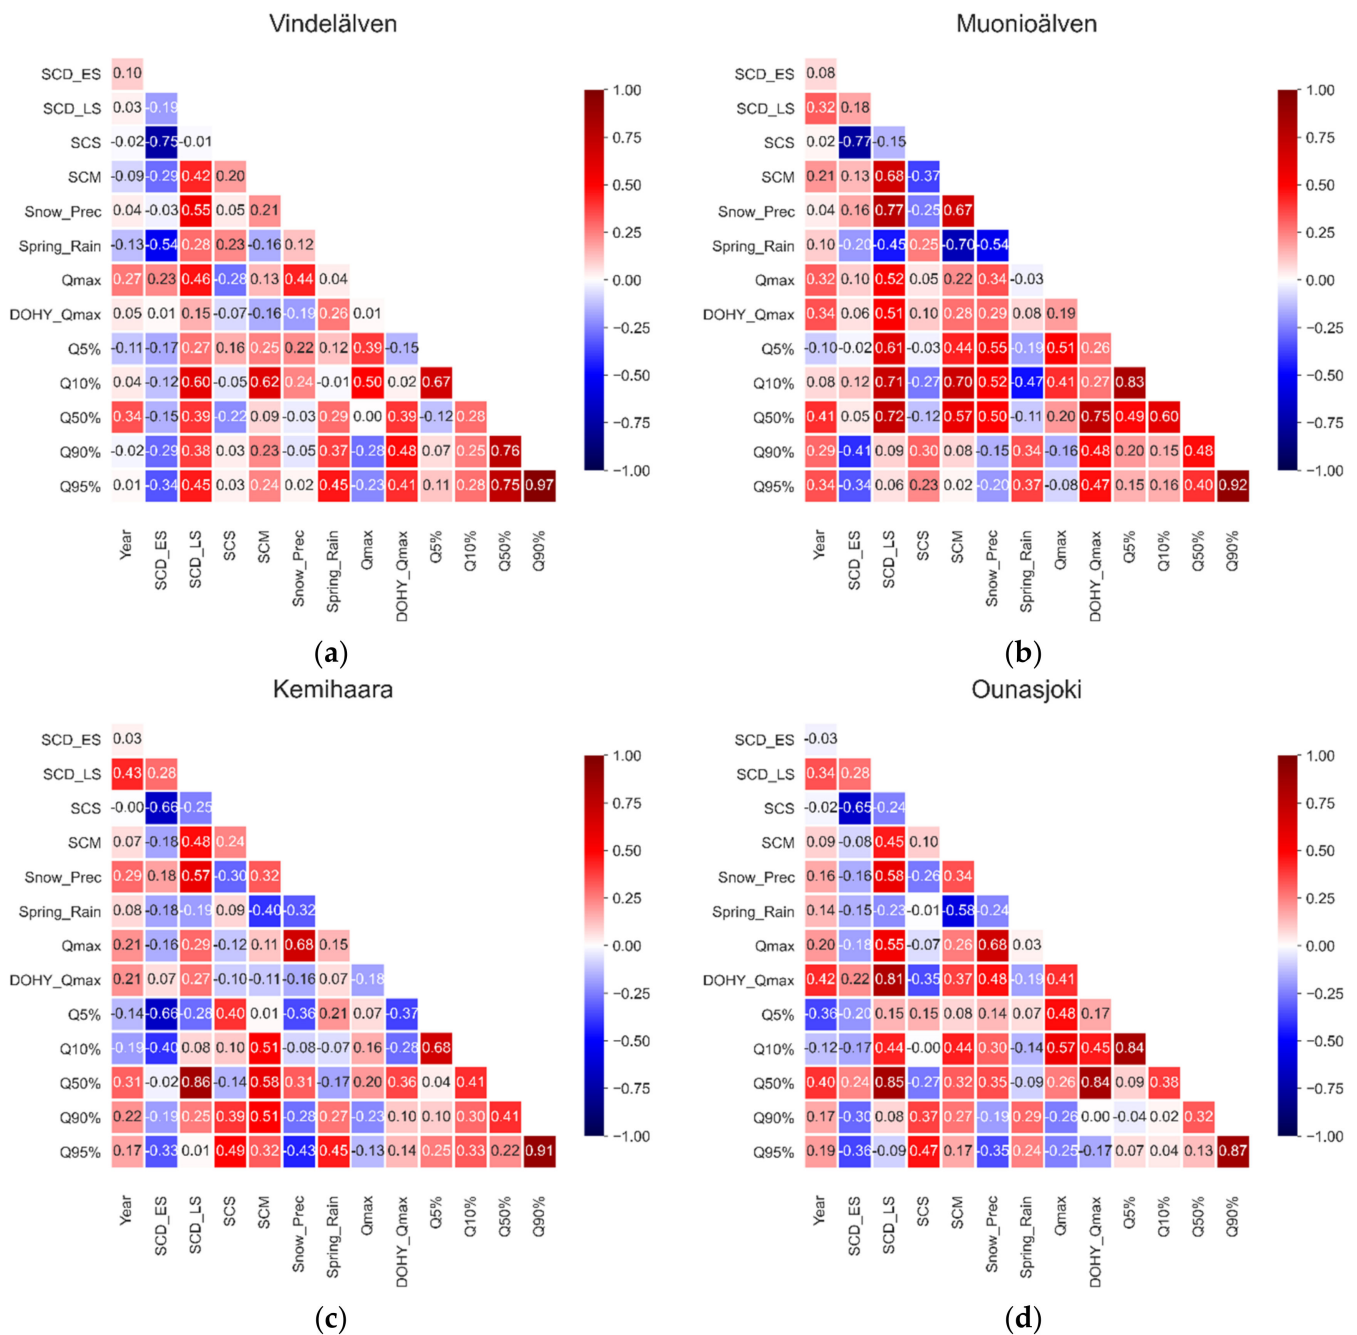 Vindelälven
SCD_ES 0.10
SCD_LS 0.03 -0.19
SCS -0.02 -0.75 -0.01
SCM -0.09 -0.29 0.42 0.20
Snow_Prec 0.04 -0.03 0.55 0.05 0.21
Spring_Rain -0.13 -0.54 0.28 0.23 -0.16 0.12
Qmax 0.27 0.23 0.46 -0.28 0.13 0.44 0.04
DOHY_Qmax 0.05 0.01 0.15 -0.07 -0.16 -0.19 0.26 0.01
Q5% -0.11 -0.17 0.27 0.16 0.25 0.22 0.12 0.39 -0.15
Q10% 0.04 -0.12 0.60 -0.05 0.62 0.24 -0.01 0.50 0.02 0.67
Q50% 0.34 -0.15 0.39 -0.22 0.09 -0.03 0.29 0.00 0.39 -0.12 0.28
Q90% -0.02 -0.29 0.38 0.03 0.23 -0.05 0.37 -0.28 0.48 0.07 0.25 0.76
Q95% 0.01 -0.34 0.45 0.03 0.24 0.02 0.45 -0.23 0.41 0.11 0.28 0.75 0.97
Year SCD_ES SCD_LS SCS SCM Snow_Prec Spring_Rain Qmax DOHY_Qmax Q5% Q10% Q50% Q90%
1.00
0.75
0.50
0.25
0.00
-0.25
-0.50
-0.75
-1.00
(a)
Muonioälven
SCD_ES 0.08
SCD_LS 0.32 0.18
SCS 0.02 -0.77 -0.15
SCM 0.21 0.13 0.68 -0.37
Snow_Prec 0.04 0.16 0.77 -0.25 0.67
Spring_Rain 0.10 -0.20 -0.45 0.25 -0.70 -0.54
Qmax 0.32 0.10 0.52 0.05 0.22 0.34 -0.03
DOHY_Qmax 0.34 0.06 0.51 0.10 0.28 0.29 0.08 0.19
Q5% -0.10 -0.02 0.61 -0.03 0.44 0.55 -0.19 0.51 0.26
Q10% 0.08 0.12 0.71 -0.27 0.70 0.52 -0.47 0.41 0.27 0.83
Q50% 0.41 0.05 0.72 -0.12 0.57 0.50 -0.11 0.20 0.75 0.49 0.60
Q90% 0.29 -0.41 0.09 0.30 0.08 -0.15 0.34 -0.16 0.48 0.20 0.15 0.48
Q95% 0.34 -0.34 0.06 0.23 0.02 -0.20 0.37 -0.08 0.47 0.15 0.16 0.40 0.92
Year SCD_ES SCD_LS SCS SCM Snow_Prec Spring_Rain Qmax DOHY_Qmax Q5% Q10% Q50% Q90%
1.00
0.75
0.50
0.25
0.00
-0.25
-0.50
-0.75
-1.00
(b)
Kemihaara
SCD_ES 0.03
SCD_LS 0.43 0.28
SCS -0.00 -0.66 -0.25
SCM 0.07 -0.18 0.48 0.24
Snow_Prec 0.29 0.18 0.57 -0.30 0.32
Spring_Rain 0.08 -0.18 -0.19 0.09 -0.40 -0.32
Qmax 0.21 -0.16 0.29 -0.12 0.11 0.68 0.15
DOHY_Qmax 0.21 0.07 0.27 -0.10 -0.11 -0.16 0.07 -0.18
Q5% -0.14 -0.66 -0.28 0.40 0.01 -0.36 0.21 0.07 -0.37
Q10% -0.19 -0.40 0.08 0.10 0.51 -0.08 -0.07 0.16 -0.28 0.68
Q50% 0.31 -0.02 0.86 -0.14 0.58 0.31 -0.17 0.20 0.36 0.04 0.41
Q90% 0.22 -0.19 0.25 0.39 0.51 -0.28 0.27 -0.23 0.10 0.10 0.30 0.41
Q95% 0.17 -0.33 0.01 0.49 0.32 -0.43 0.45 -0.13 0.14 0.25 0.33 0.22 0.91
Year SCD_ES SCD_LS SCS SCM Snow_Prec Spring_Rain Qmax DOHY_Qmax Q5% Q10% Q50% Q90%
1.00
0.75
0.50
0.25
0.00
-0.25
-0.50
-0.75
-1.00
(c)
Ounasjoki
SCD_ES -0.03
SCD_LS 0.34 0.28
SCS -0.02 -0.65 -0.24
SCM 0.09 -0.08 0.45 0.10
Snow_Prec 0.16 -0.16 0.58 -0.26 0.34
Spring_Rain 0.14 -0.15 -0.23 -0.01 -0.58 -0.24
Qmax 0.20 -0.18 0.55 -0.07 0.26 0.68 0.03
DOHY_Qmax 0.42 0.22 0.81 -0.35 0.37 0.48 -0.19 0.41
Q5% -0.36 -0.20 0.15 0.15 0.08 0.14 0.07 0.48 0.17
Q10% -0.12 -0.17 0.44 -0.00 0.44 0.30 -0.14 0.57 0.45 0.84
Q50% 0.40 0.24 0.85 -0.27 0.32 0.35 -0.09 0.26 0.84 0.09 0.38
Q90% 0.17 -0.30 0.08 0.37 0.27 -0.19 0.29 -0.26 0.00 -0.04 0.02 0.32
Q95% 0.19 -0.36 -0.09 0.47 0.17 -0.35 0.24 -0.25 -0.17 0.07 0.04 0.13 0.87
Year SCD_ES SCD_LS SCS SCM Snow_Prec Spring_Rain Qmax DOHY_Qmax Q5% Q10% Q50% Q90%
1.00
0.75
0.50
0.25
0.00
-0.25
-0.50
-0.75
-1.00
(d)